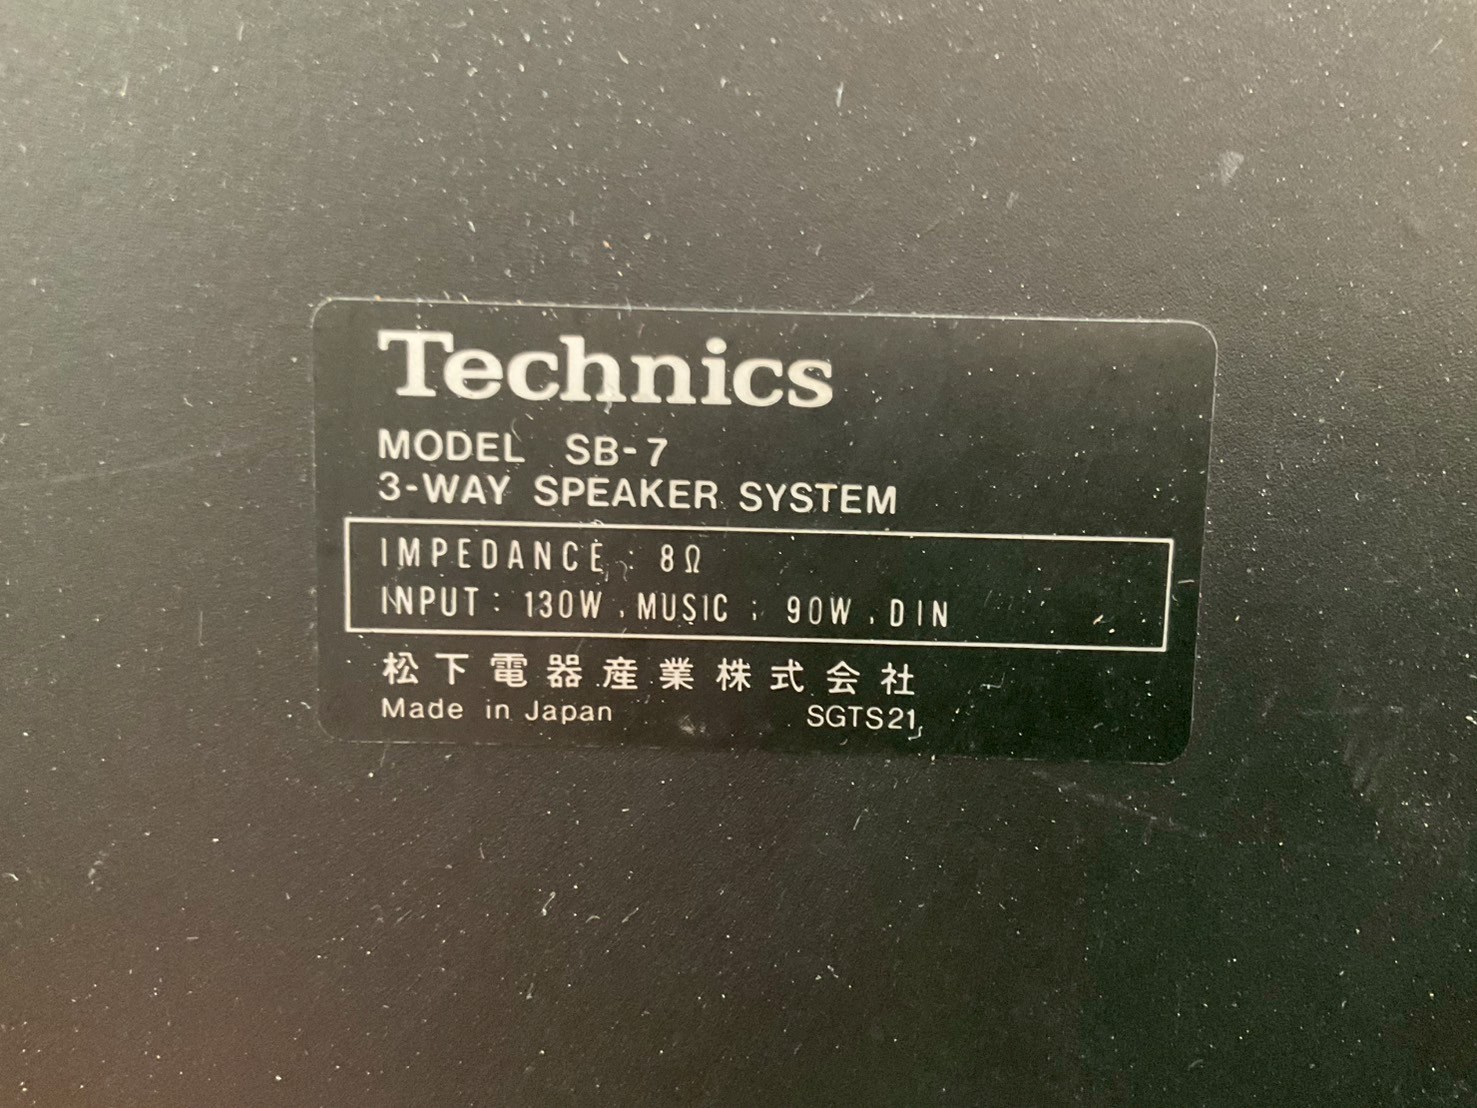 Technics
MODEL SB-7
3-WAY SPEAKER SYSTEM
IMPEDANCE : 8Ω
INPUT : 130W , MUSIC ; 90W , DIN
松下電器産業株式会社
Made in Japan SGTS21